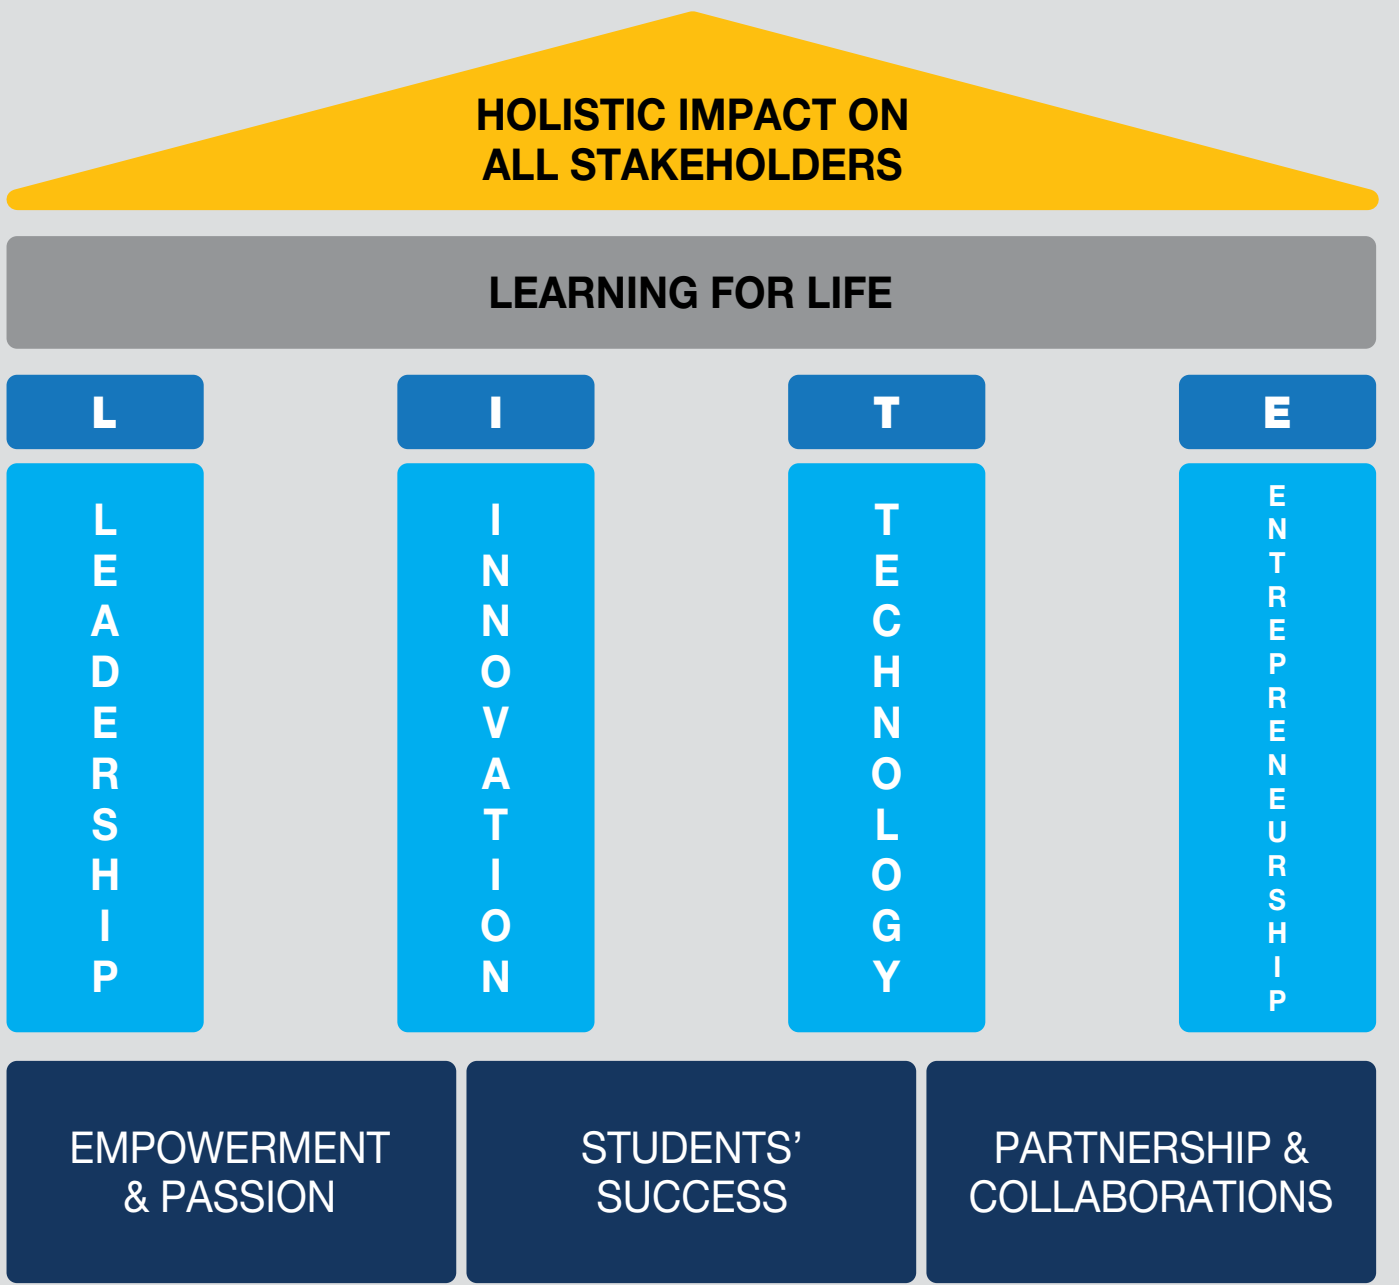 HOLISTIC IMPACT ON
ALL STAKEHOLDERS
LEARNING FOR LIFE
L
I
T
E
LEADERSHIP
INNOVATION
TECHNOLOGY
ENTREPRENEURSHIP
EMPOWERMENT
& PASSION
STUDENTS’
SUCCESS
PARTNERSHIP &
COLLABORATIONS